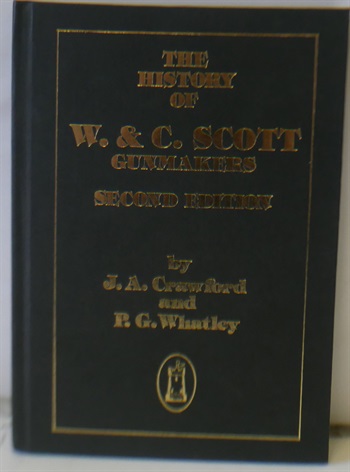 THE
HISTORY
OF
W. & C. SCOTT
GUNMAKERS
SECOND EDITION
by
J. A. Crawford
and
P. G. Whatley